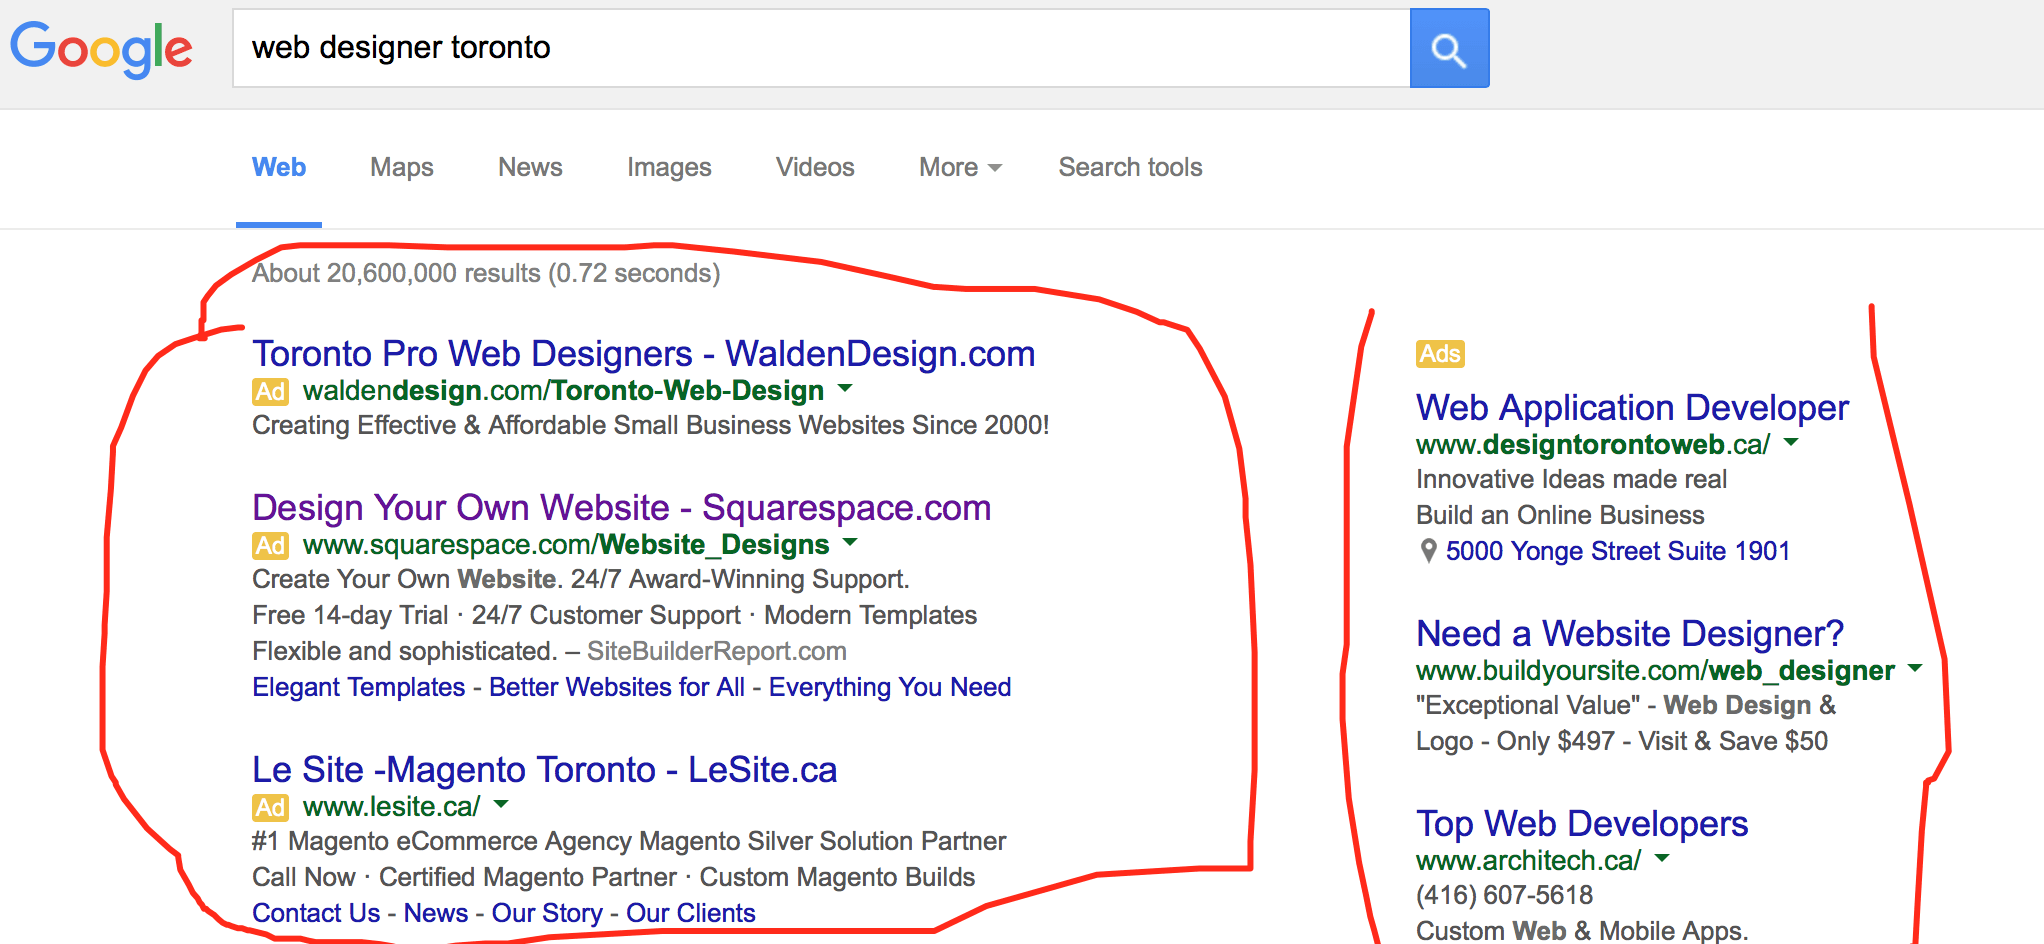 Google
web designer toronto
Web Maps News Images Videos More Search tools
About 20,600,000 results (0.72 seconds)
Toronto Pro Web Designers - WaldenDesign.com
Ad waldendesign.com/Toronto-Web-Design
Creating Effective & Affordable Small Business Websites Since 2000!
Design Your Own Website - Squarespace.com
Ad www.squarespace.com/Website_Designs
Create Your Own Website. 24/7 Award-Winning Support.
Free 14-day Trial · 24/7 Customer Support · Modern Templates
Flexible and sophisticated. – SiteBuilderReport.com
Elegant Templates - Better Websites for All - Everything You Need
Le Site -Magento Toronto - LeSite.ca
Ad www.lesite.ca/
#1 Magento eCommerce Agency Magento Silver Solution Partner
Call Now · Certified Magento Partner · Custom Magento Builds
Contact Us - News - Our Story - Our Clients
Ads
Web Application Developer
www.designtorontoweb.ca/
Innovative Ideas made real
Build an Online Business
5000 Yonge Street Suite 1901
Need a Website Designer?
www.buildyoursite.com/web_designer
"Exceptional Value" - Web Design &
Logo - Only $497 - Visit & Save $50
Top Web Developers
www.architech.ca/
(416) 607-5618
Custom Web & Mobile Apps.